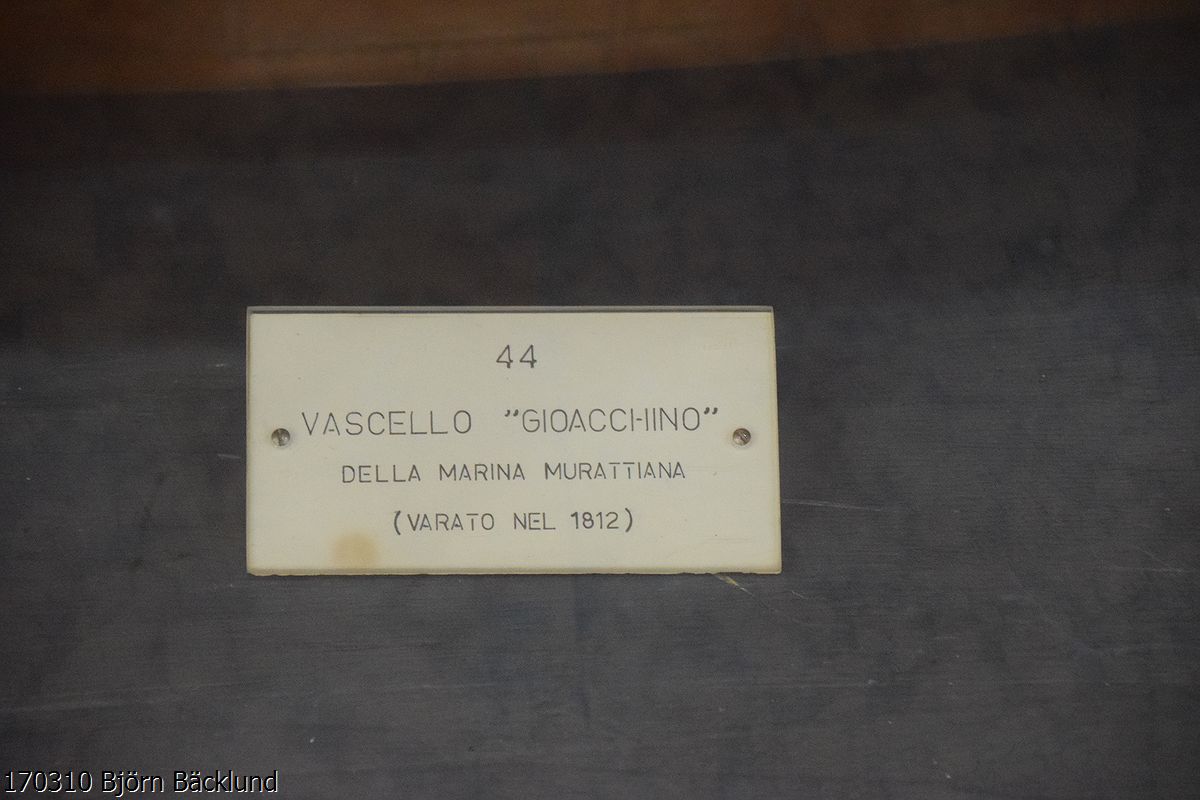 44
VASCELLO "GIOACCHINO"
DELLA MARINA MURATTIANA
(VARATO NEL 1812)
170310 Björn Bäcklund